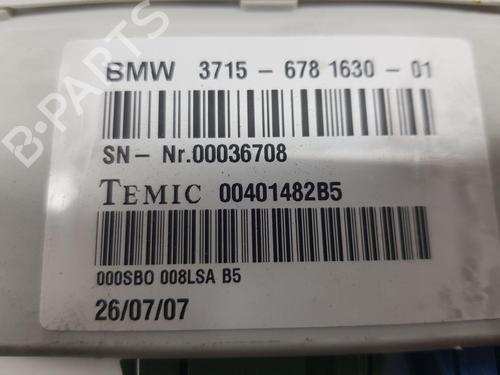 BMW 3715 - 678 1630 - 01
SN - Nr.00036708
TEMIC 00401482B5
000SBO 008LSA B5
26/07/07
B-PARTS